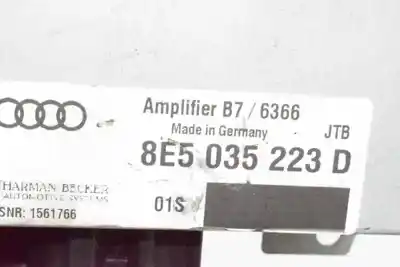 Amplifier B7 / 6366
Made in Germany JTB
8E5 035 223 D
HARMAN BECKER
AUTOMOTIVE SYSTEMS
SNR: 1561766
01S